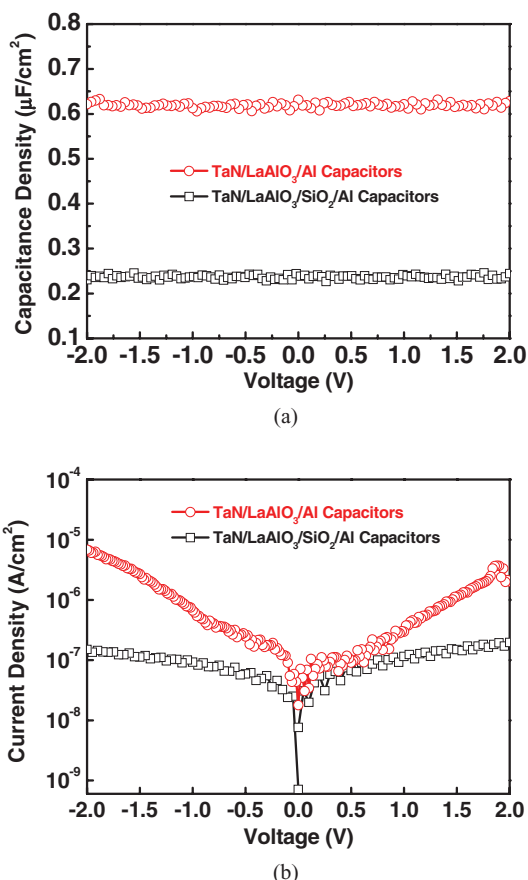 0.8
0.7
0.6
0.5
0.4
0.3
0.2
0.1
Capacitance Density (μF/cm²)
TaN/LaAlO₃/Al Capacitors
TaN/LaAlO₃/SiO₂/Al Capacitors
-2.0 -1.5 -1.0 -0.5 0.0 0.5 1.0 1.5 2.0
Voltage (V)
(a)
10⁻⁴
10⁻⁵
10⁻⁶
10⁻⁷
10⁻⁸
10⁻⁹
Current Density (A/cm²)
TaN/LaAlO₃/Al Capacitors
TaN/LaAlO₃/SiO₂/Al Capacitors
-2.0 -1.5 -1.0 -0.5 0.0 0.5 1.0 1.5 2.0
Voltage (V)
(b)